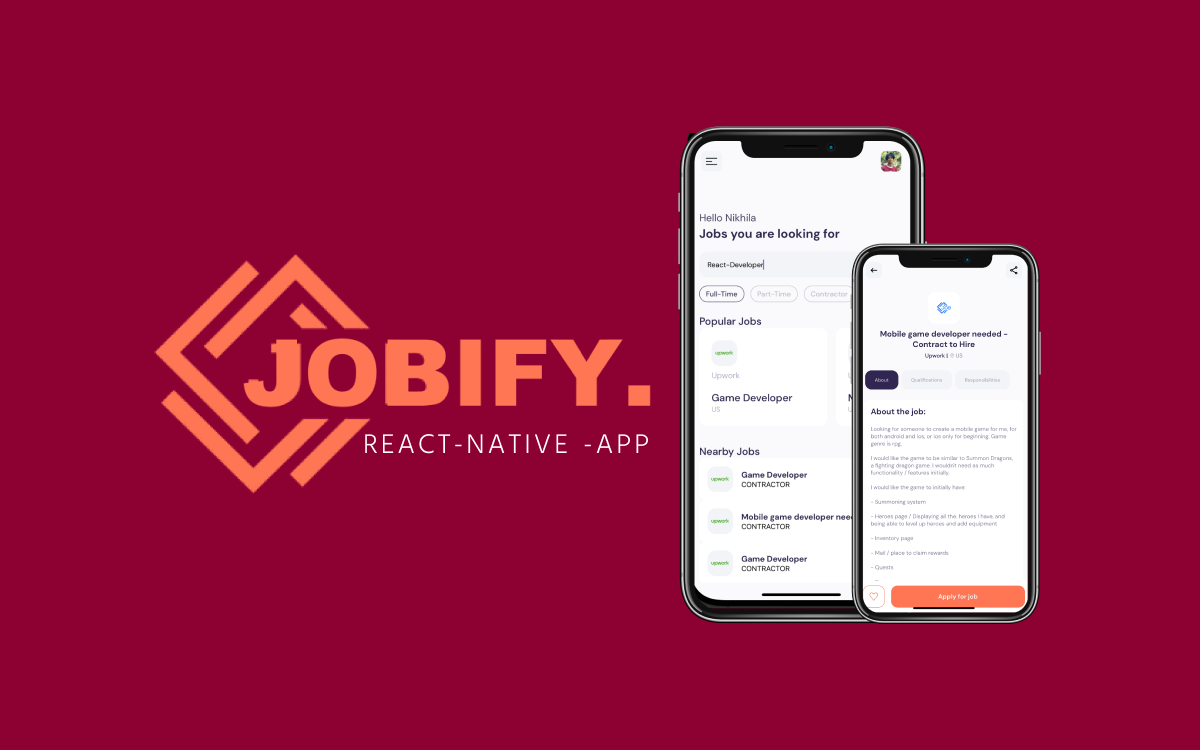 JOBIFY.
REACT-NATIVE -APP
Hello Nikhila
Jobs you are looking for
React-Developer
Full-Time
Part-Time
Contractor
Popular Jobs
upwork
Upwork
Game Developer
US
Nearby Jobs
upwork
Game Developer
CONTRACTOR
upwork
Mobile game developer need
CONTRACTOR
upwork
Game Developer
CONTRACTOR
Mobile game developer needed -
Contract to Hire
Upwork
US
About
Qualifications
Responsibilities
About the job:
Looking for someone to create a mobile game for me, for
both android and ios, or ios only for beginning. Game
genre is rpg.
I would like the game to be similar to Summon Dragons,
a fighting dragon game. I wouldn't need as much
functionality / features initially.
I would like the game to initially have
- Summoning system
- Heroes page / Displaying all the heroes I have and
being able to level up heroes and add equipment
- Inventory page
- Mail / place to claim rewards
- Quests
Apply for job